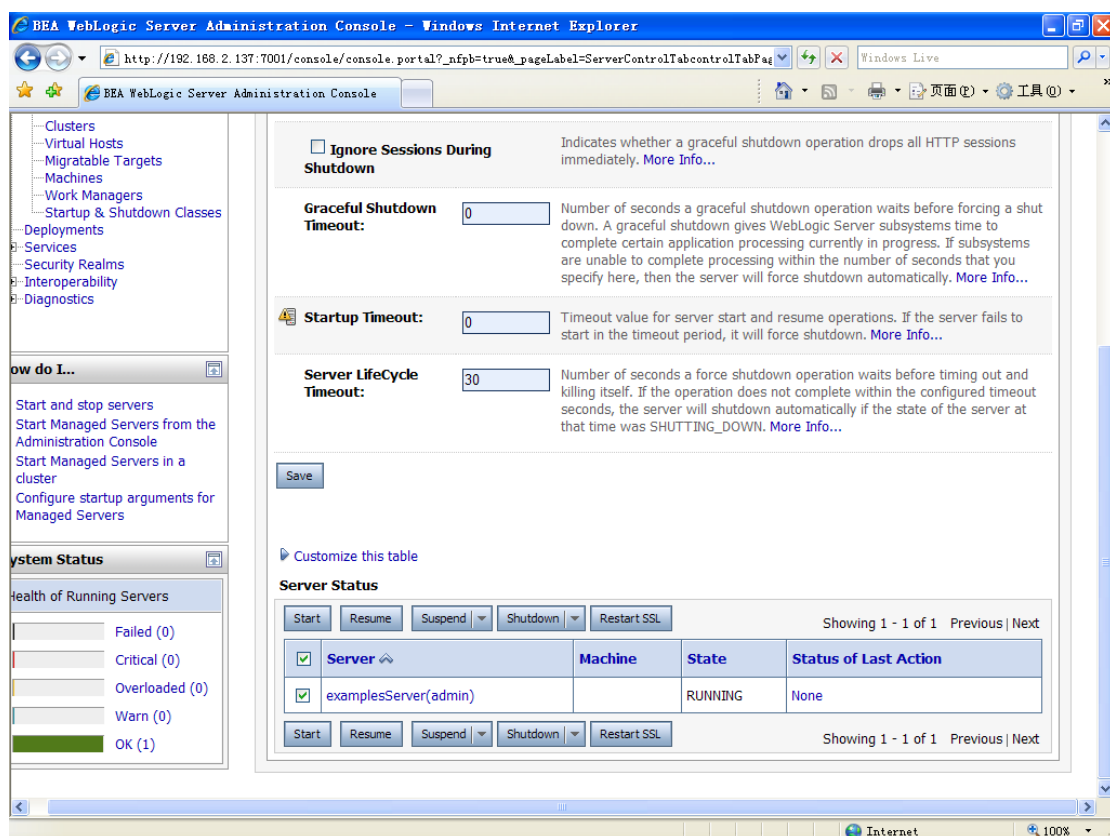 BEA WebLogic Server Administration Console - Windows Internet Explorer
http://192.168.2.137:7001/console/console.portal?_nfpb=true&_pageLabel=ServerControlTabcontrolTabPag
Windows Live
BEA WebLogic Server Administration Console
页面(P)
工具(O)
»
Clusters
Virtual Hosts
Migratable Targets
Machines
Work Managers
Startup & Shutdown Classes
Deployments
Services
Security Realms
Interoperability
Diagnostics
ow do I...
Start and stop servers
Start Managed Servers from the
Administration Console
Start Managed Servers in a
cluster
Configure startup arguments for
Managed Servers
ystem Status
Health of Running Servers
Failed (0)
Critical (0)
Overloaded (0)
Warn (0)
OK (1)
Ignore Sessions During
Shutdown
Indicates whether a graceful shutdown operation drops all HTTP sessions
immediately. More Info...
Graceful Shutdown
Timeout:
0
Number of seconds a graceful shutdown operation waits before forcing a shut
down. A graceful shutdown gives WebLogic Server subsystems time to
complete certain application processing currently in progress. If subsystems
are unable to complete processing within the number of seconds that you
specify here, then the server will force shutdown automatically. More Info...
Startup Timeout:
0
Timeout value for server start and resume operations. If the server fails to
start in the timeout period, it will force shutdown. More Info...
Server LifeCycle
Timeout:
30
Number of seconds a force shutdown operation waits before timing out and
killing itself. If the operation does not complete within the configured timeout
seconds, the server will shutdown automatically if the state of the server at
that time was SHUTTING_DOWN. More Info...
Save
Customize this table
Server Status
Start Resume Suspend Shutdown Restart SSL
Showing 1 - 1 of 1 Previous | Next
Server Machine State Status of Last Action
examplesServer(admin) RUNNING None
Start Resume Suspend Shutdown Restart SSL
Showing 1 - 1 of 1 Previous | Next
Internet
100%